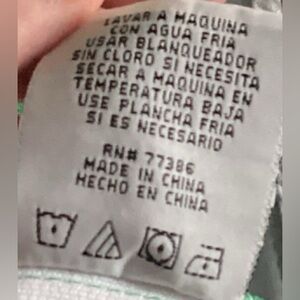 LAVAR A MAQUINA
CON AGUA FRIA
USAR BLANQUEADOR
SIN CLORO SI NECESITA
SECAR A MAQUINA EN
TEMPERATURA BAJA
USE PLANCHA FRIA
SI ES NECESARIO
RN# 77386
MADE IN CHINA
HECHO EN CHINA